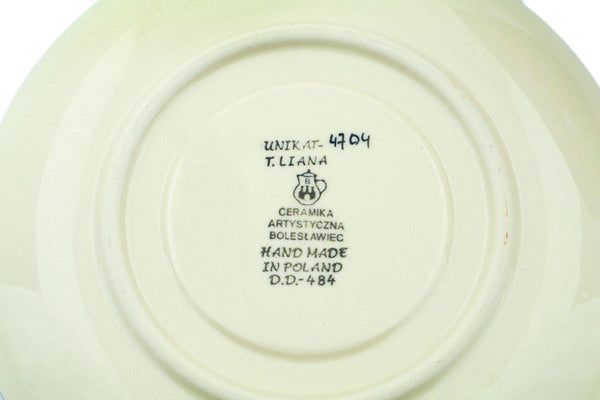 UNIKAT- 4704
T. LIANA
B
CERAMIKA
ARTYSTYCZNA
BOLESŁAWIEC
HAND MADE
IN POLAND
D.D.-484